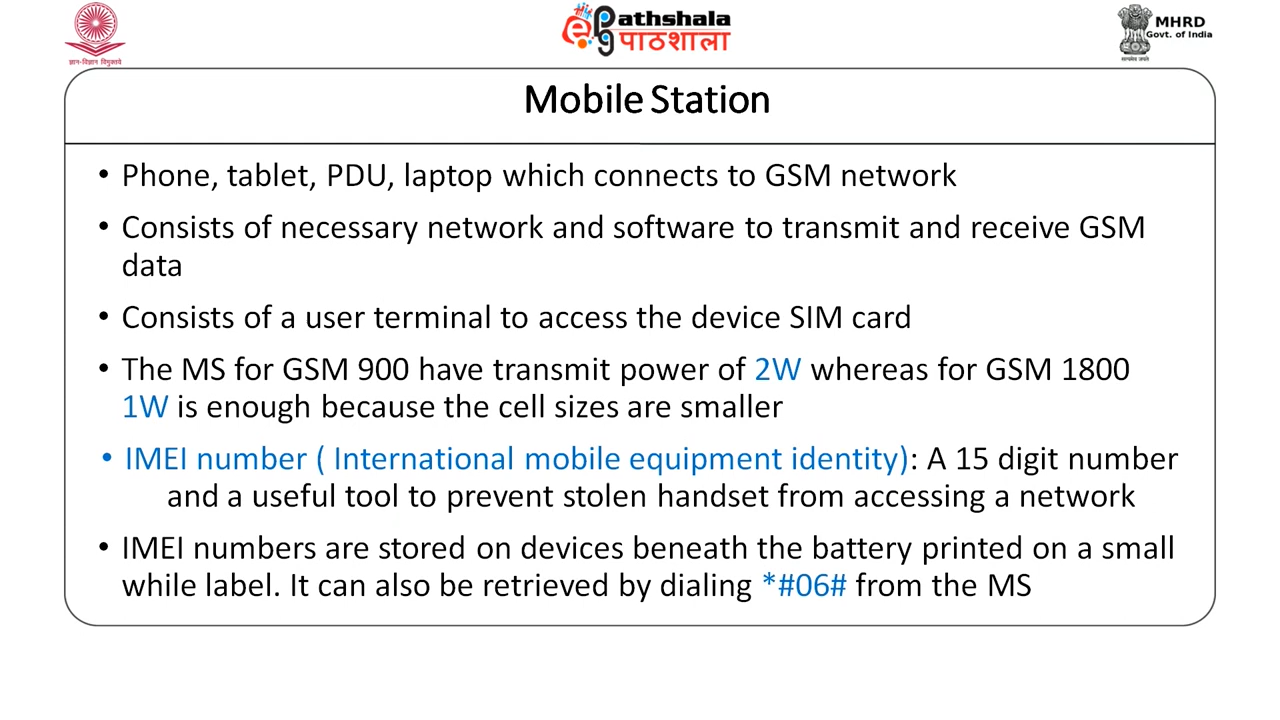 ज्ञान-विज्ञान विमुक्तये
ePathshala
पाठशाला
MHRD
Govt. of India
सत्यमेव जयते
Mobile Station
• Phone, tablet, PDU, laptop which connects to GSM network
• Consists of necessary network and software to transmit and receive GSM
data
• Consists of a user terminal to access the device SIM card
• The MS for GSM 900 have transmit power of 2W whereas for GSM 1800
1W is enough because the cell sizes are smaller
• IMEI number ( International mobile equipment identity): A 15 digit number
and a useful tool to prevent stolen handset from accessing a network
• IMEI numbers are stored on devices beneath the battery printed on a small
while label. It can also be retrieved by dialing *#06# from the MS